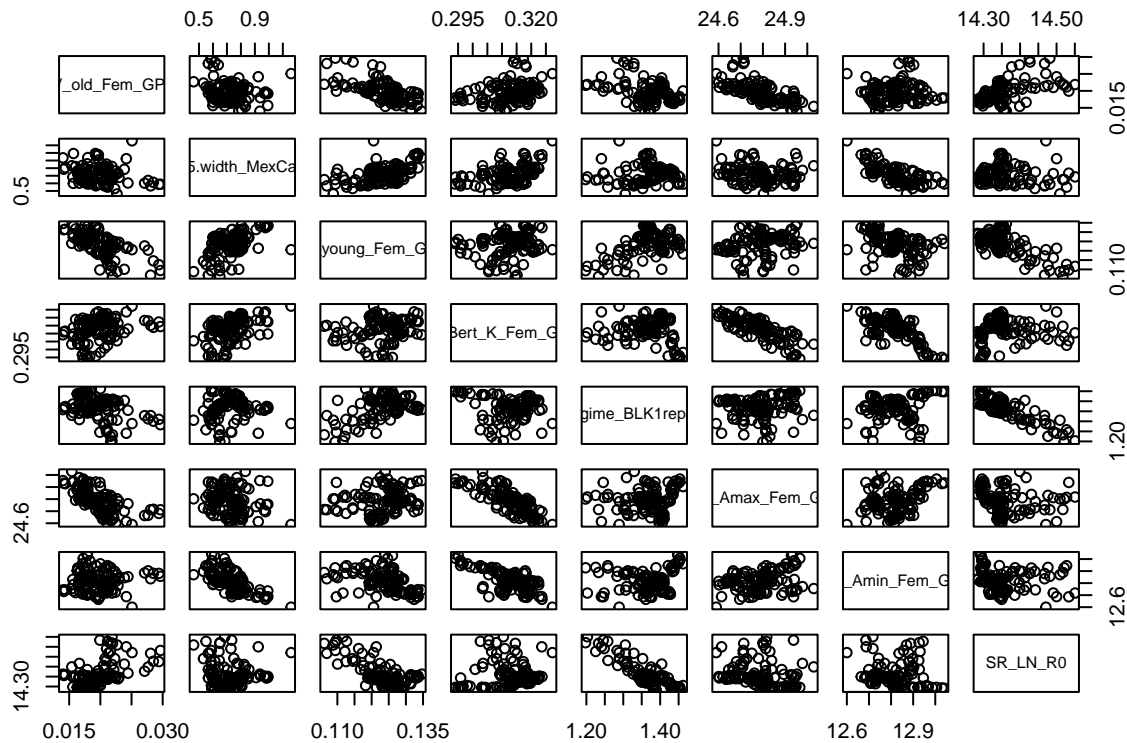 0.5 0.9 0.295 0.320 24.6 24.9 14.30 14.50
/_old_Fem_GP
0.015
0.5
5.width_MexCa
young_Fem_G
0.110
0.295
Bert_K_Fem_G
gime_BLK1rep
1.20
24.6
_Amax_Fem_G
_Amin_Fem_G
12.6
14.30
SR_LN_R0
0.015 0.030 0.110 0.135 1.20 1.40 12.6 12.9